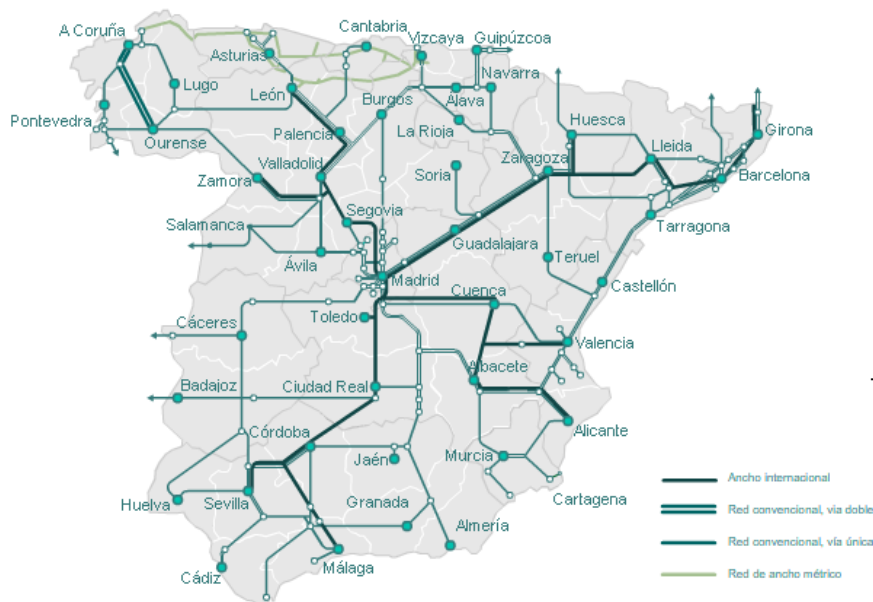 Cantabria
A Coruña
Asturias
Vizcaya
Guipúzcoa
Lugo
León
Navarra
Burgos
Alava
Pontevedra
Palencia
La Rioja
Huesca
Girona
Ourense
Lleida
Valladolid
Zaragoza
Zamora
Soria
Barcelona
Segovia
Salamanca
Tarragona
Guadalajara
Ávila
Teruel
Madrid
Castellón
Cuenca
Toledo
Cáceres
Valencia
Albacete
Badajoz
Ciudad Real
Alicante
Córdoba
Jaén
Murcia
Huelva
Sevilla
Granada
Cartagena
Almería
Málaga
Cádiz
Ancho internacional
Red convencional, via doble
Red convencional, vía única
Red de ancho métrico